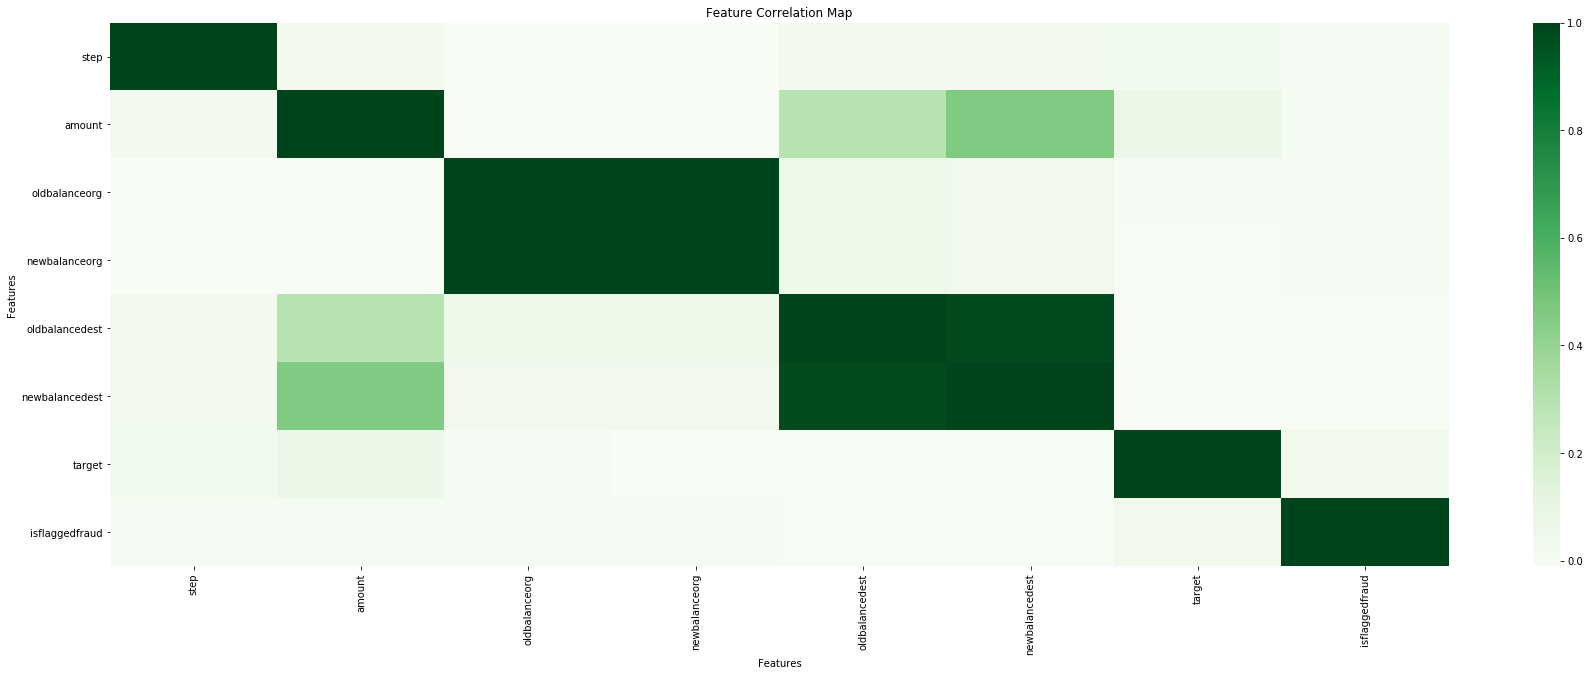 Feature Correlation Map
step
amount
oldbalanceorg
newbalanceorg
oldbalancedest
newbalancedest
target
isflaggedfraud
Features
step
amount
oldbalanceorg
newbalanceorg
oldbalancedest
newbalancedest
target
isflaggedfraud
Features
1.0
0.8
0.6
0.4
0.2
0.0